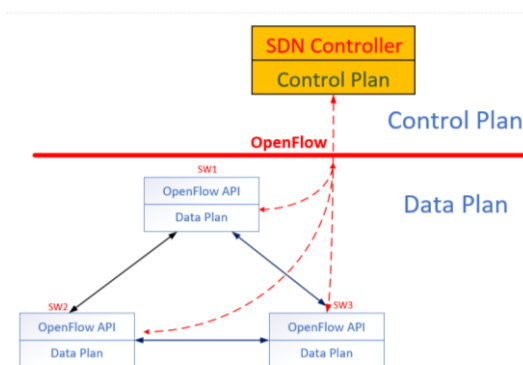 SDN Controller
Control Plan
Control Plan
OpenFlow
SW1
OpenFlow API
Data Plan
Data Plan
SW2
OpenFlow API
Data Plan
SW3
OpenFlow API
Data Plan